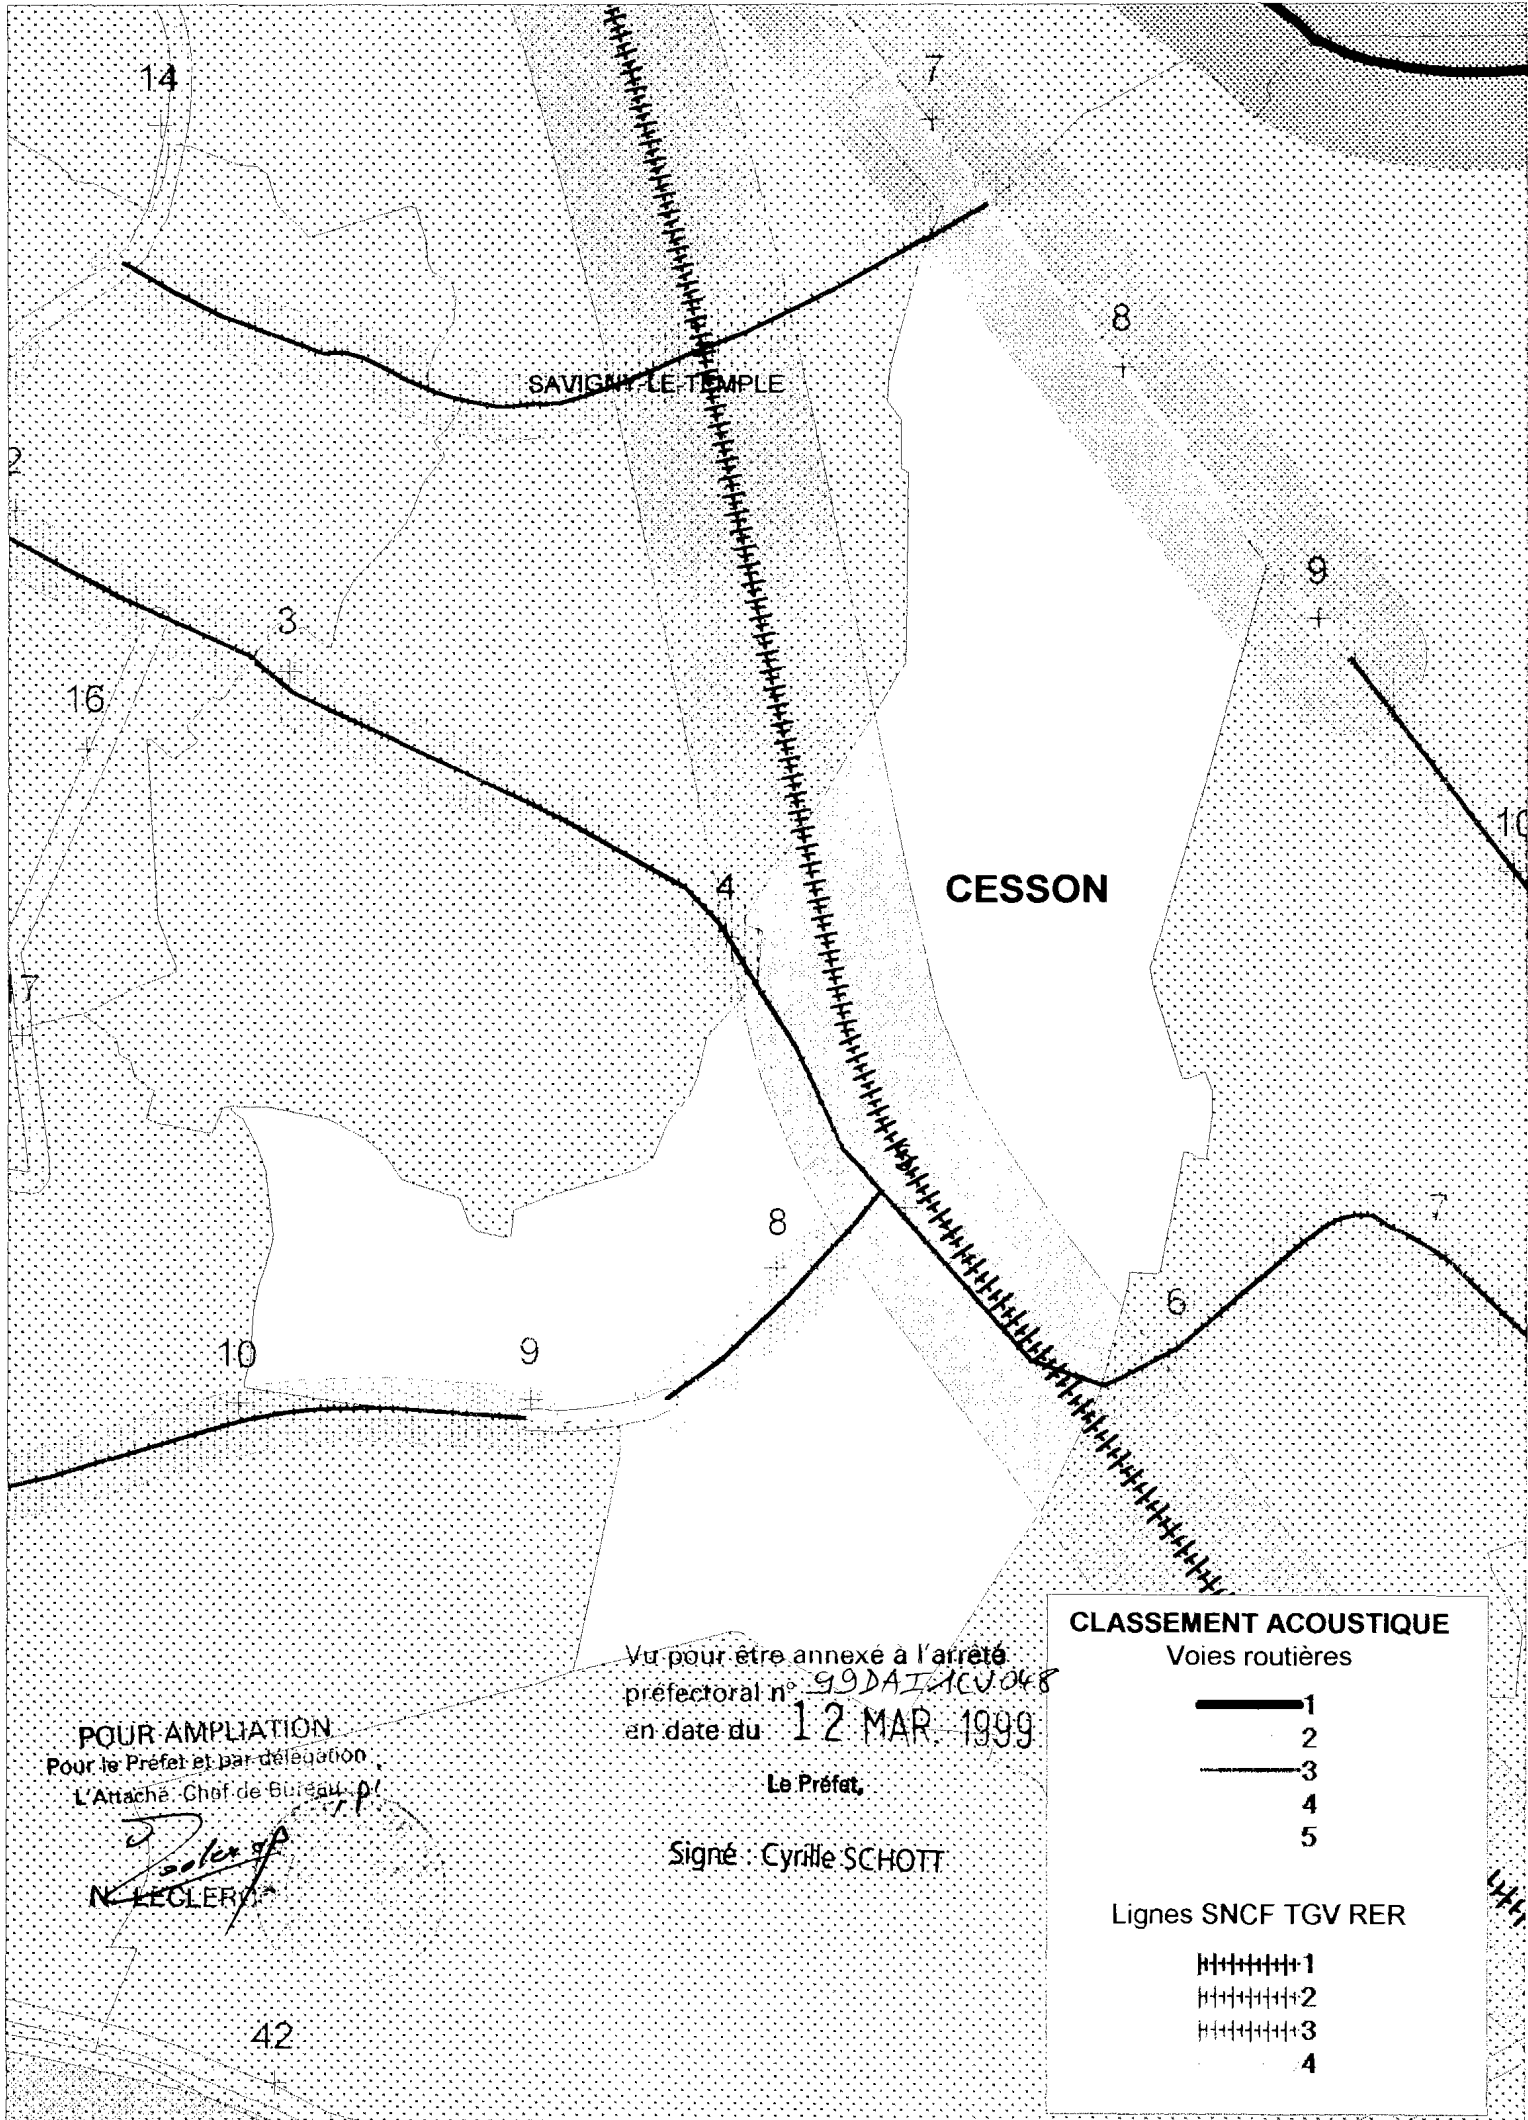 14
7
8
SAVIGNY-LE-TEMPLE
2
9
3
16
10
4
CESSON
17
8
7
6
10
9
CLASSEMENT ACOUSTIQUE
Voies routières
1
2
3
4
5
Lignes SNCF TGV RER
1
2
3
4
Vu pour être annexé à l'arrêté
préfectoral n° 99DAI1CV048
en date du 12 MAR. 1999
Le Préfet,
Signé : Cyrille SCHOTT
POUR AMPLIATION
Pour le Préfet et par délégation
L'Attaché, Chef de Bureau, p.i
N. LECLERC
42